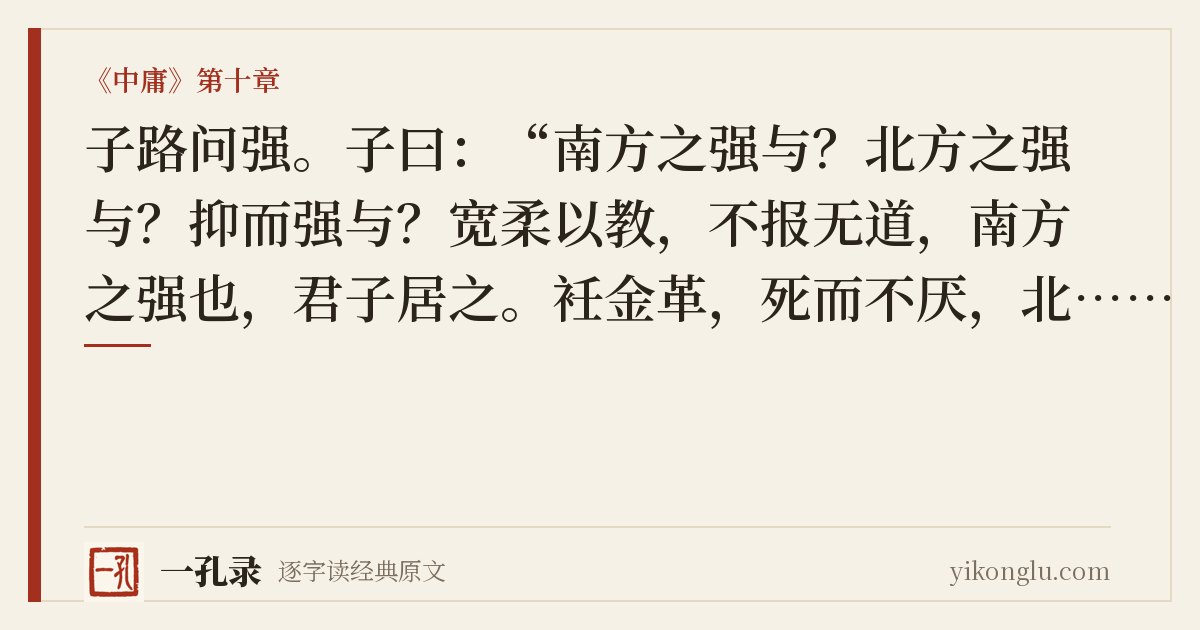 《中庸》第十章
子路问强。子曰：“南方之强与？北方之强
与？抑而强与？宽柔以教，不报无道，南方
之强也，君子居之。衽金革，死而不厌，北……
一孔
一孔录 逐字读经典原文 yikonglu.com